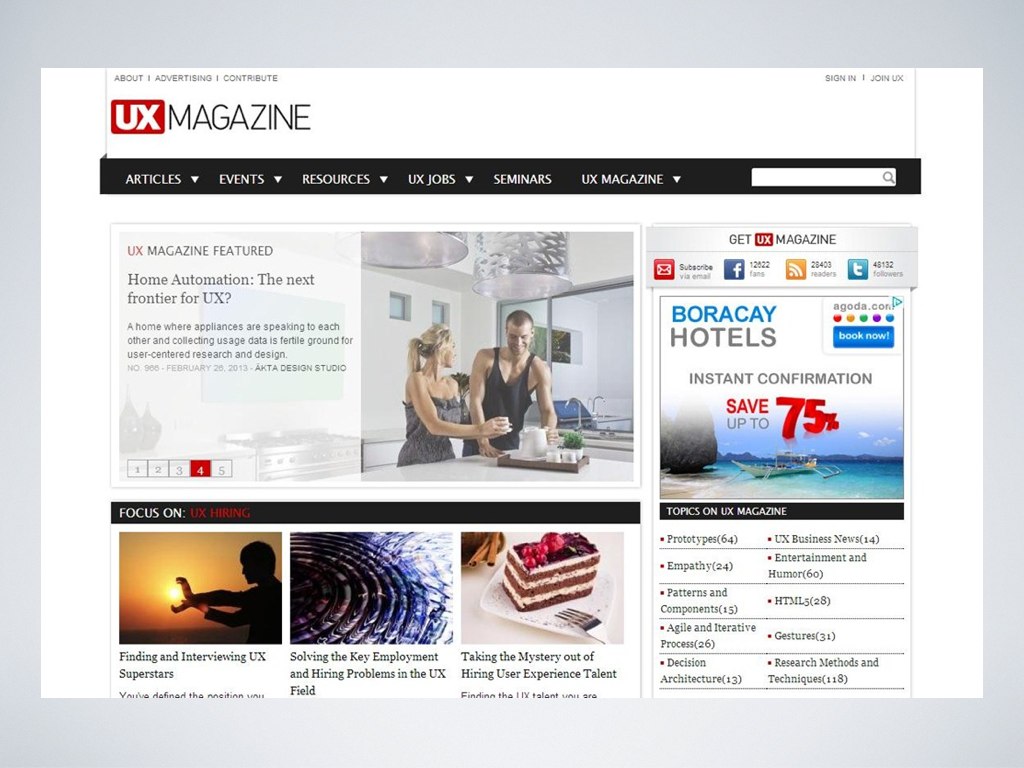 ABOUT | ADVERTISING | CONTRIBUTE
SIGN IN | JOIN UX
UX MAGAZINE
ARTICLES ▼ EVENTS ▼ RESOURCES ▼ UX JOBS ▼ SEMINARS UX MAGAZINE ▼
UX MAGAZINE FEATURED
Home Automation: The next
frontier for UX?
A home where appliances are speaking to each
other and collecting usage data is fertile ground for
user-centered research and design.
NO. 966 - FEBRUARY 26, 2013 - ÄKTA DESIGN STUDIO
1 2 3 4 5
GET UX MAGAZINE
Subscribe
via email
12622
fans
28403
readers
48132
followers
BORACAY
HOTELS
agoda.com
book now!
INSTANT CONFIRMATION
SAVE
UP TO
75%
FOCUS ON: UX HIRING
Finding and Interviewing UX
Superstars
You've defined the position you
Solving the Key Employment
and Hiring Problems in the UX
Field
Taking the Mystery out of
Hiring User Experience Talent
Finding the UX talent you are
TOPICS ON UX MAGAZINE
Prototypes(64)
UX Business News(14)
Empathy(24)
Entertainment and
Humor(60)
Patterns and
Components(15)
HTML5(28)
Agile and Iterative
Process(26)
Gestures(31)
Decision
Architecture(13)
Research Methods and
Techniques(118)